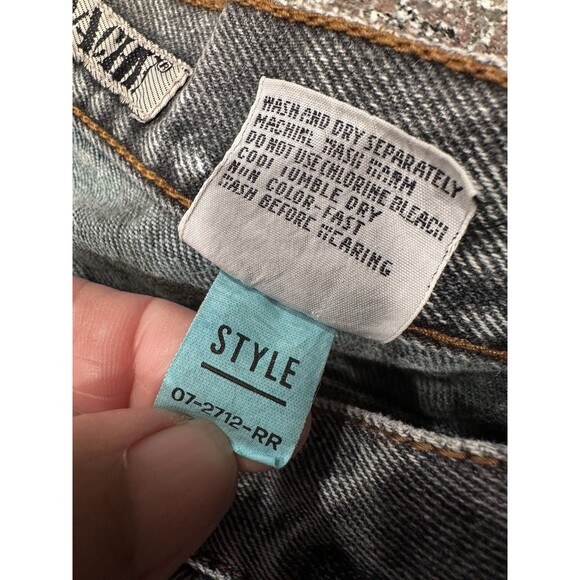 WASH AND DRY SEPARATELY
MACHINE WASH WARM
DO NOT USE CHLORINE BLEACH
COOL TUMBLE DRY
NON COLOR-FAST
WASH BEFORE WEARING
STYLE
07-2712-RR